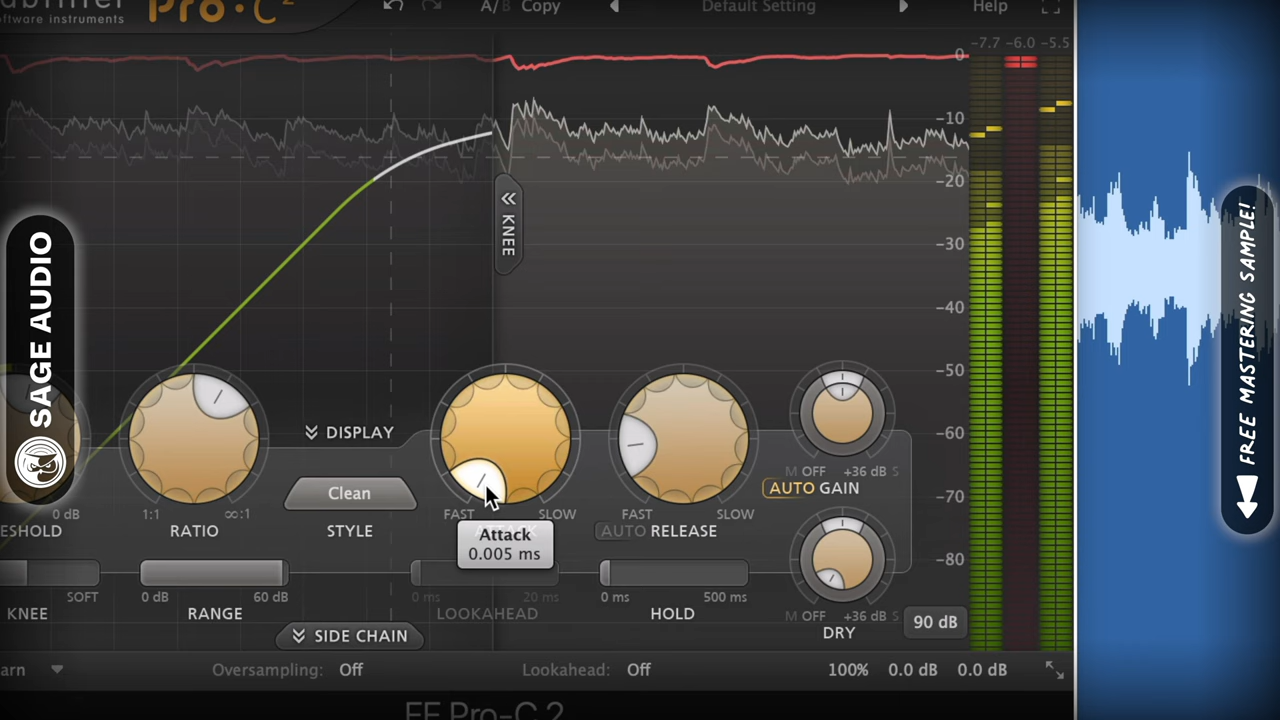 Pro·C²
software instruments
A/B Copy
Default Setting
Help
-7.7 -6.0 -5.5
0
-10
-20
-30
-40
-50
-60
-70
-80
KNEE
SAGE AUDIO
FREE MASTERING SAMPLE!
DISPLAY
Clean
STYLE
0 dB
ESHOLD
1:1 ∞:1
RATIO
FAST SLOW
Attack
0.005 ms
FAST SLOW
AUTO RELEASE
M OFF +36 dB S
AUTO GAIN
SOFT
KNEE
0 dB 60 dB
RANGE
0 ms 20 ms
LOOKAHEAD
0 ms 500 ms
HOLD
M OFF +36 dB S
DRY
90 dB
SIDE CHAIN
arn
Oversampling: Off
Lookahead: Off
100% 0.0 dB 0.0 dB